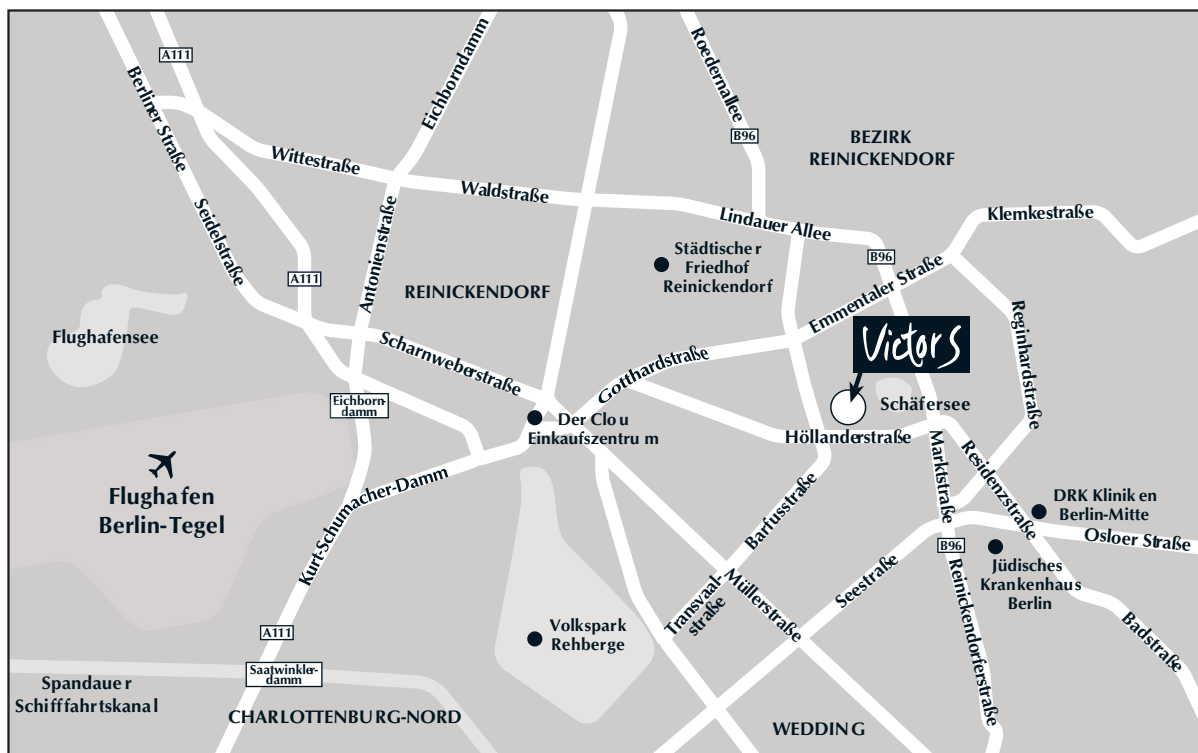 A111
Berliner Straße
Eichborndamm
Roedernallee
B96
BEZIRK
REINICKENDORF
Wittestraße
Waldstraße
Lindauer Allee
Klemkestraße
Seidelstraße
Antonienstraße
A111
Städtischer
Friedhof
Reinickendorf
B96
Emmentaler Straße
REINICKENDORF
Reginhardstraße
Flughafensee
Scharnweberstraße
Gotthardstraße
Victor's
Schäfersee
Eichborn-
damm
Der Clou
Einkaufszentrum
Höllanderstraße
Marktstraße
Residenzstraße
Flughafen
Berlin-Tegel
Kurt-Schumacher-Damm
Barfusstraße
DRK Kliniken
Berlin-Mitte
Osloer Straße
B96
Jüdisches
Krankenhaus
Berlin
Seestraße
Müllerstraße
Transvaal-
straße
Reinickendorferstraße
Badstraße
A111
Volkspark
Rehberge
Saatwinkler-
damm
Spandauer
Schifffahrtskanal
CHARLOTTENBURG-NORD
WEDDING